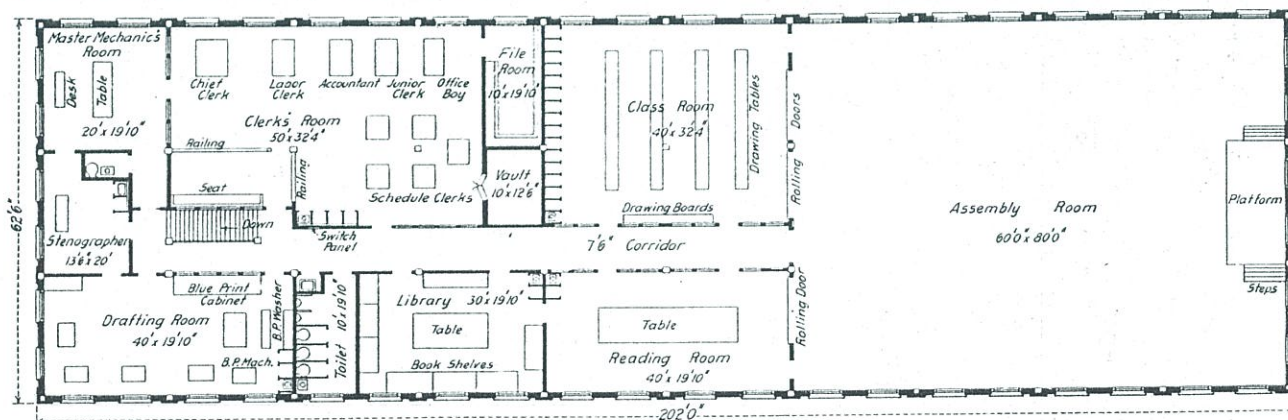 Master Mechanic's
Room
Desk
Table
20'x 19'10"
Chief
Clerk
Labor
Clerk
Accountant
Junior
Clerk
Office
Boy
Clerks' Room
50'x 32'4"
Railing
Railing
Seat
Schedule Clerks
File
Room
10'x 19'10"
Vault
10'x 12'6"
Class Room
40'x 32'4"
Drawing Tables
Drawing Boards
Rolling Doors
Assembly Room
60'0"x 80'0"
Platform
Steps
62'6"
Stenographer
13'6"x 20'
Down
Switch
Panel
7'6" Corridor
Blue Print
Cabinet
Drafting Room
40'x 19'10"
B.P. Washer
B.P. Mach.
Toilet
10'x 19'10"
Library 30'x 19'10"
Table
Book Shelves
Table
Reading Room
40'x 19'10"
Rolling Door
202'0"